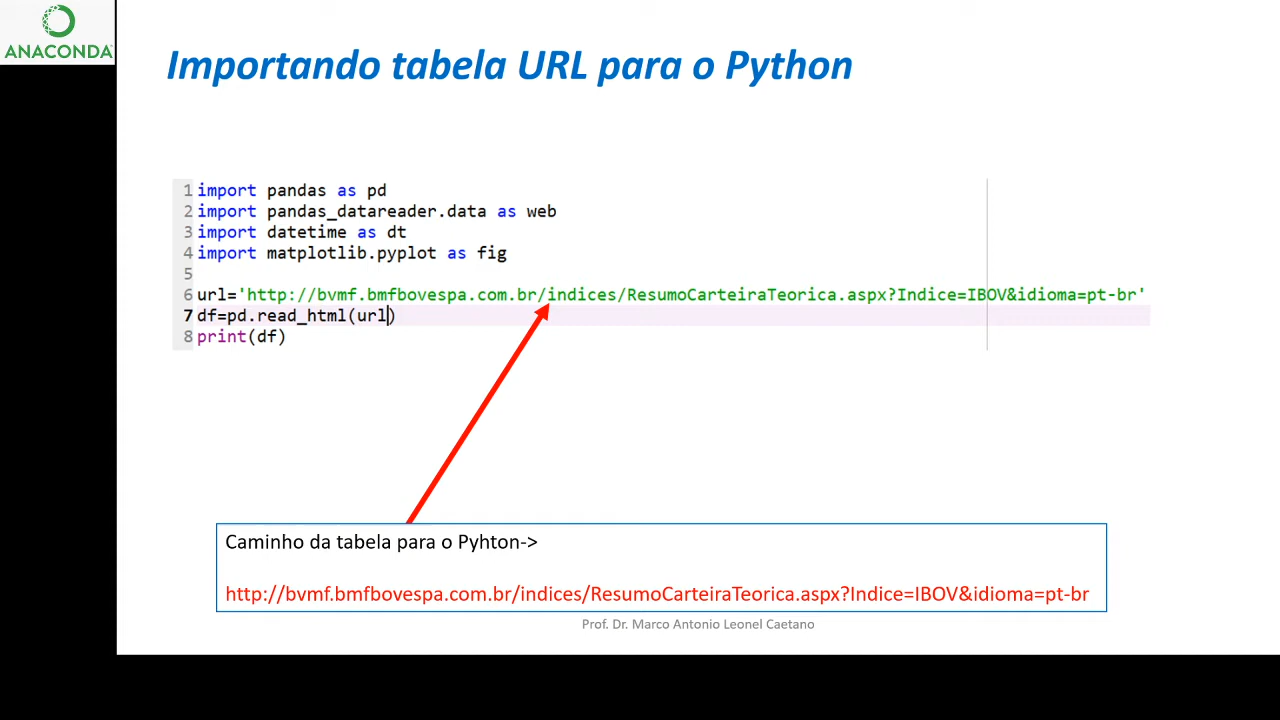 ANACONDA
Importando tabela URL para o Python
1 import pandas as pd
2 import pandas_datareader.data as web
3 import datetime as dt
4 import matplotlib.pyplot as fig
5
6 url='http://bvmf.bmfbovespa.com.br/indices/ResumoCarteiraTeorica.aspx?Indice=IBOV&idioma=pt-br'
7 df=pd.read_html(url)
8 print(df)
Caminho da tabela para o Pyhton->
http://bvmf.bmfbovespa.com.br/indices/ResumoCarteiraTeorica.aspx?Indice=IBOV&idioma=pt-br
Prof. Dr. Marco Antonio Leonel Caetano